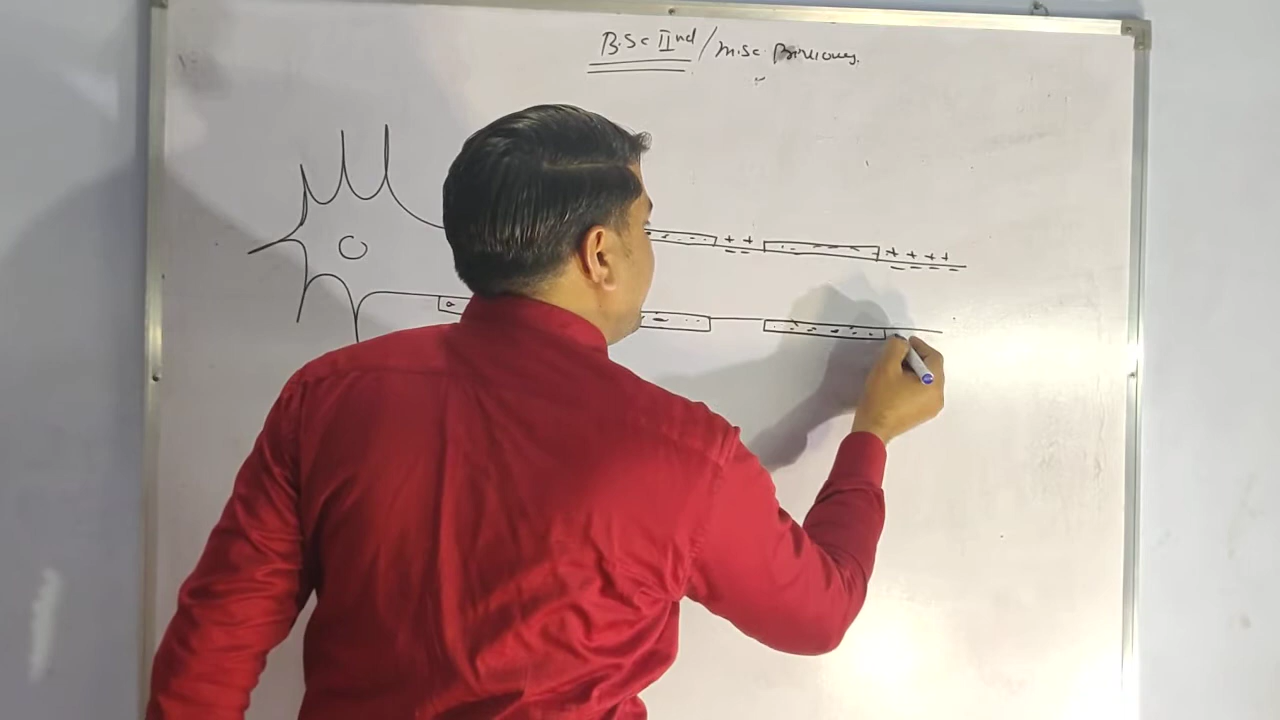 B.Sc IInd / M.Sc.
+ +
- -
+ + + +
- - - -